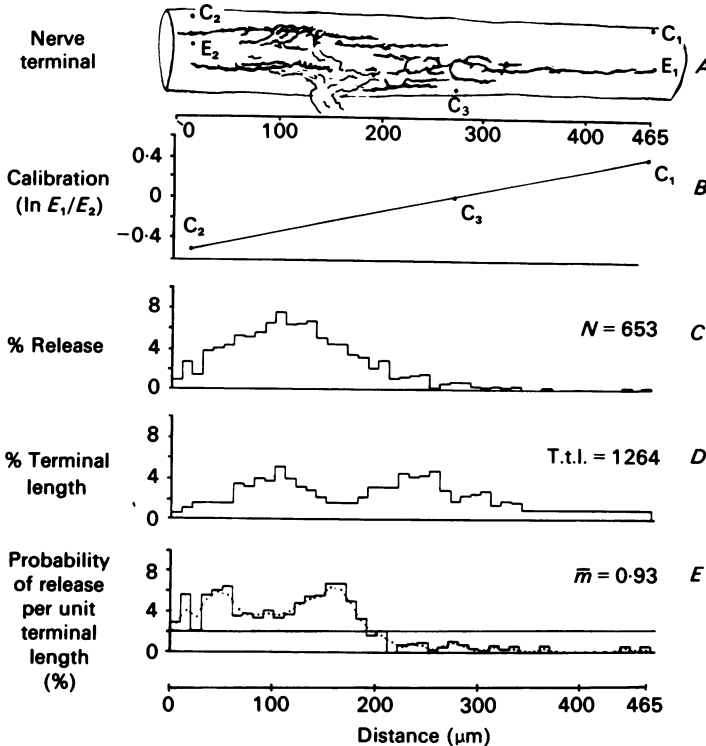 Nerve
terminal
C₂
E₂
C₁
E₁
C₃
A
0 100 200 300 400 465
Calibration
(ln E₁/E₂)
0·4
0
−0·4
C₂
C₃
C₁
B
% Release
8
4
0
N = 653
C
% Terminal
length
8
4
0
T.t.l. = 1264
D
Probability
of release
per unit
terminal
length
(%)
8
4
0
m̄ = 0·93
E
0 100 200 300 400 465
Distance (μm)